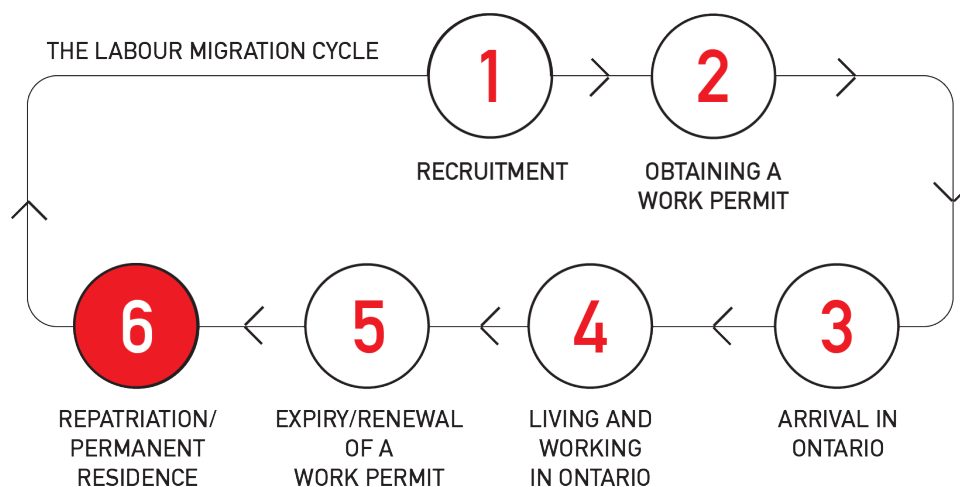 THE LABOUR MIGRATION CYCLE
1
RECRUITMENT
2
OBTAINING A
WORK PERMIT
3
ARRIVAL IN
ONTARIO
4
LIVING AND
WORKING
IN ONTARIO
5
EXPIRY/RENEWAL
OF A
WORK PERMIT
6
REPATRIATION/
PERMANENT
RESIDENCE